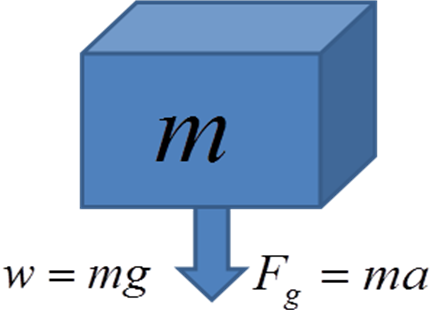 m
w = mg F_g = ma